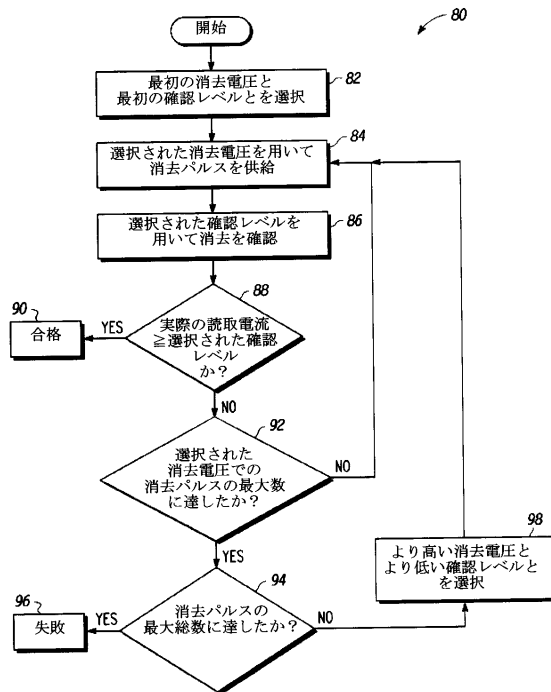 開始
80
最初の消去電圧と
最初の確認レベルとを選択
82
選択された消去電圧を用いて
消去パルスを供給
84
選択された確認レベルを
用いて消去を確認
86
88
実際の読取電流
≧選択された確認
レベル
か?
YES
90
合格
NO
92
選択された
消去電圧での
消去パルスの最大数
に達したか?
NO
YES
94
消去パルスの
最大総数に達したか?
YES
96
失敗
NO
98
より高い消去電圧と
より低い確認レベルと
を選択